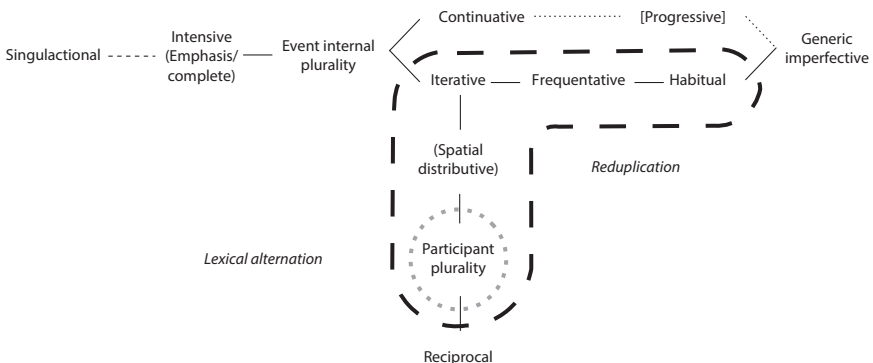 Continuative
[Progressive]
Singulactional
Intensive
(Emphasis/
complete)
Event internal
plurality
Generic
imperfective
Iterative
Frequentative
Habitual
(Spatial
distributive)
Reduplication
Lexical alternation
Participant
plurality
Reciprocal